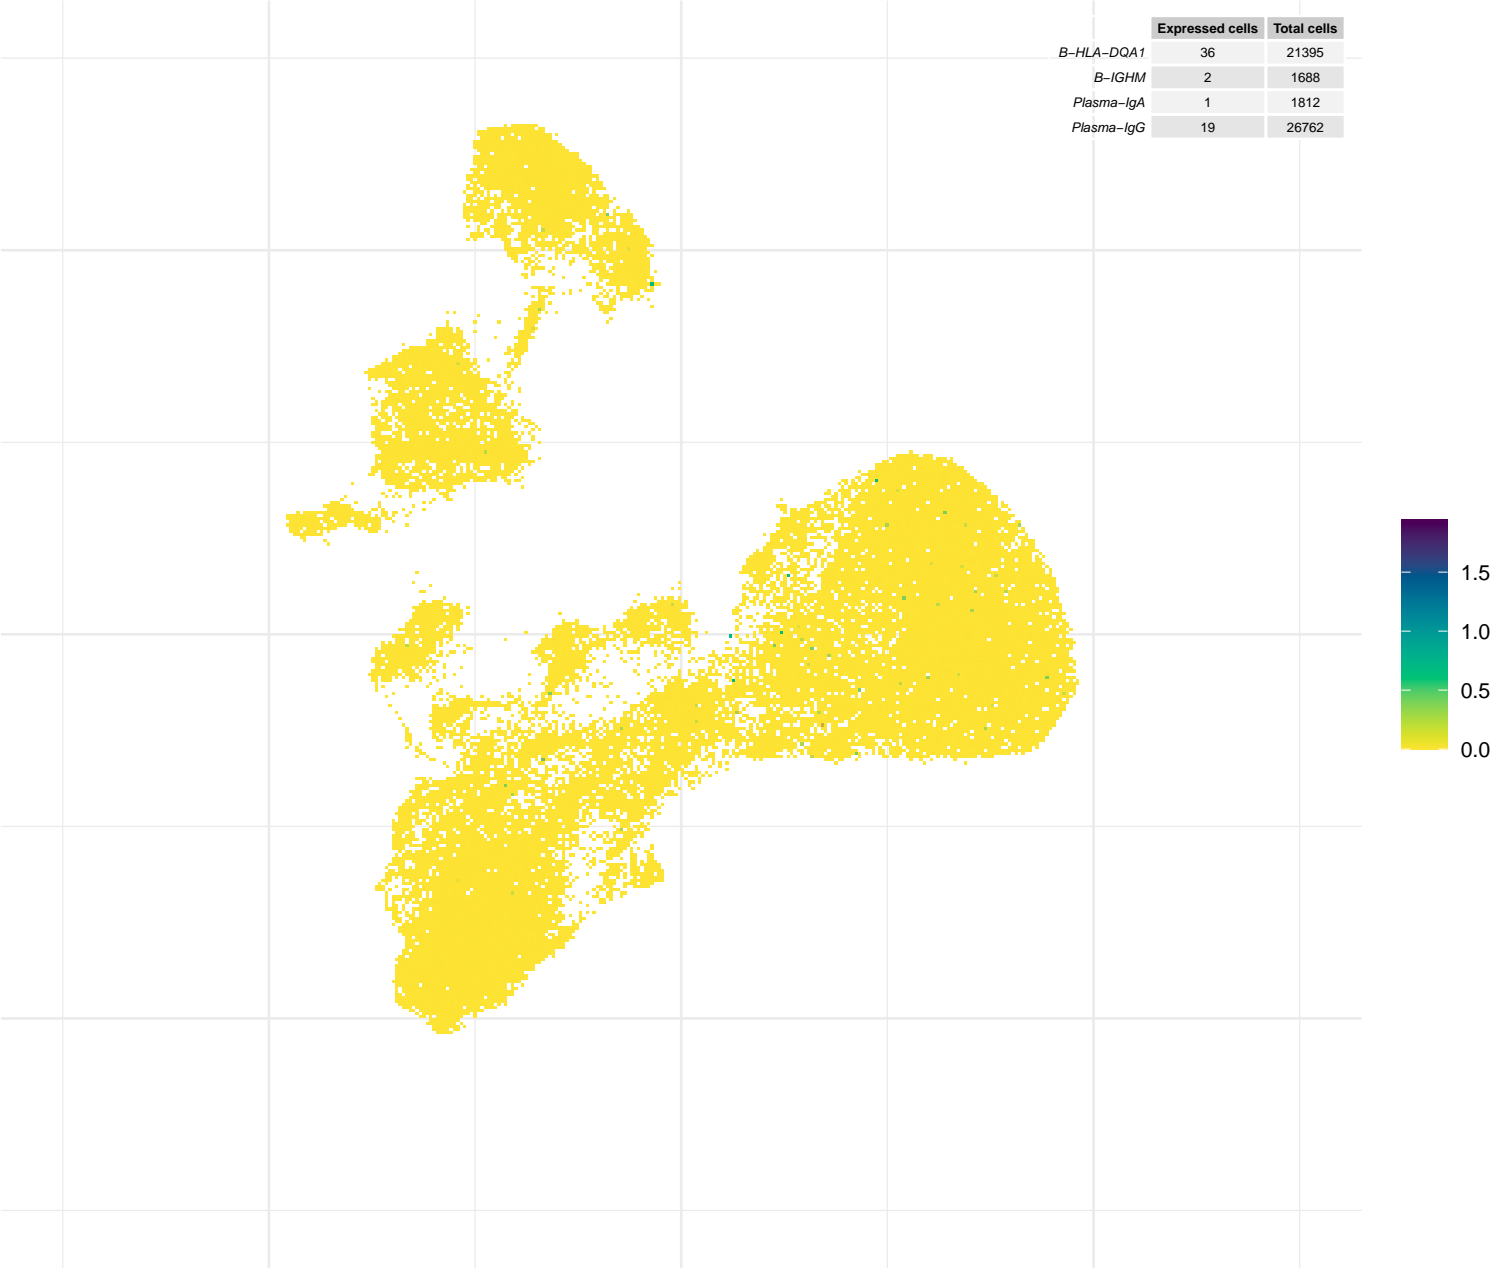 Expressed cells Total cells
B−HLA−DQA1 36 21395
B−IGHM 2 1688
Plasma−IgA 1 1812
Plasma−IgG 19 26762
1.5
1.0
0.5
0.0